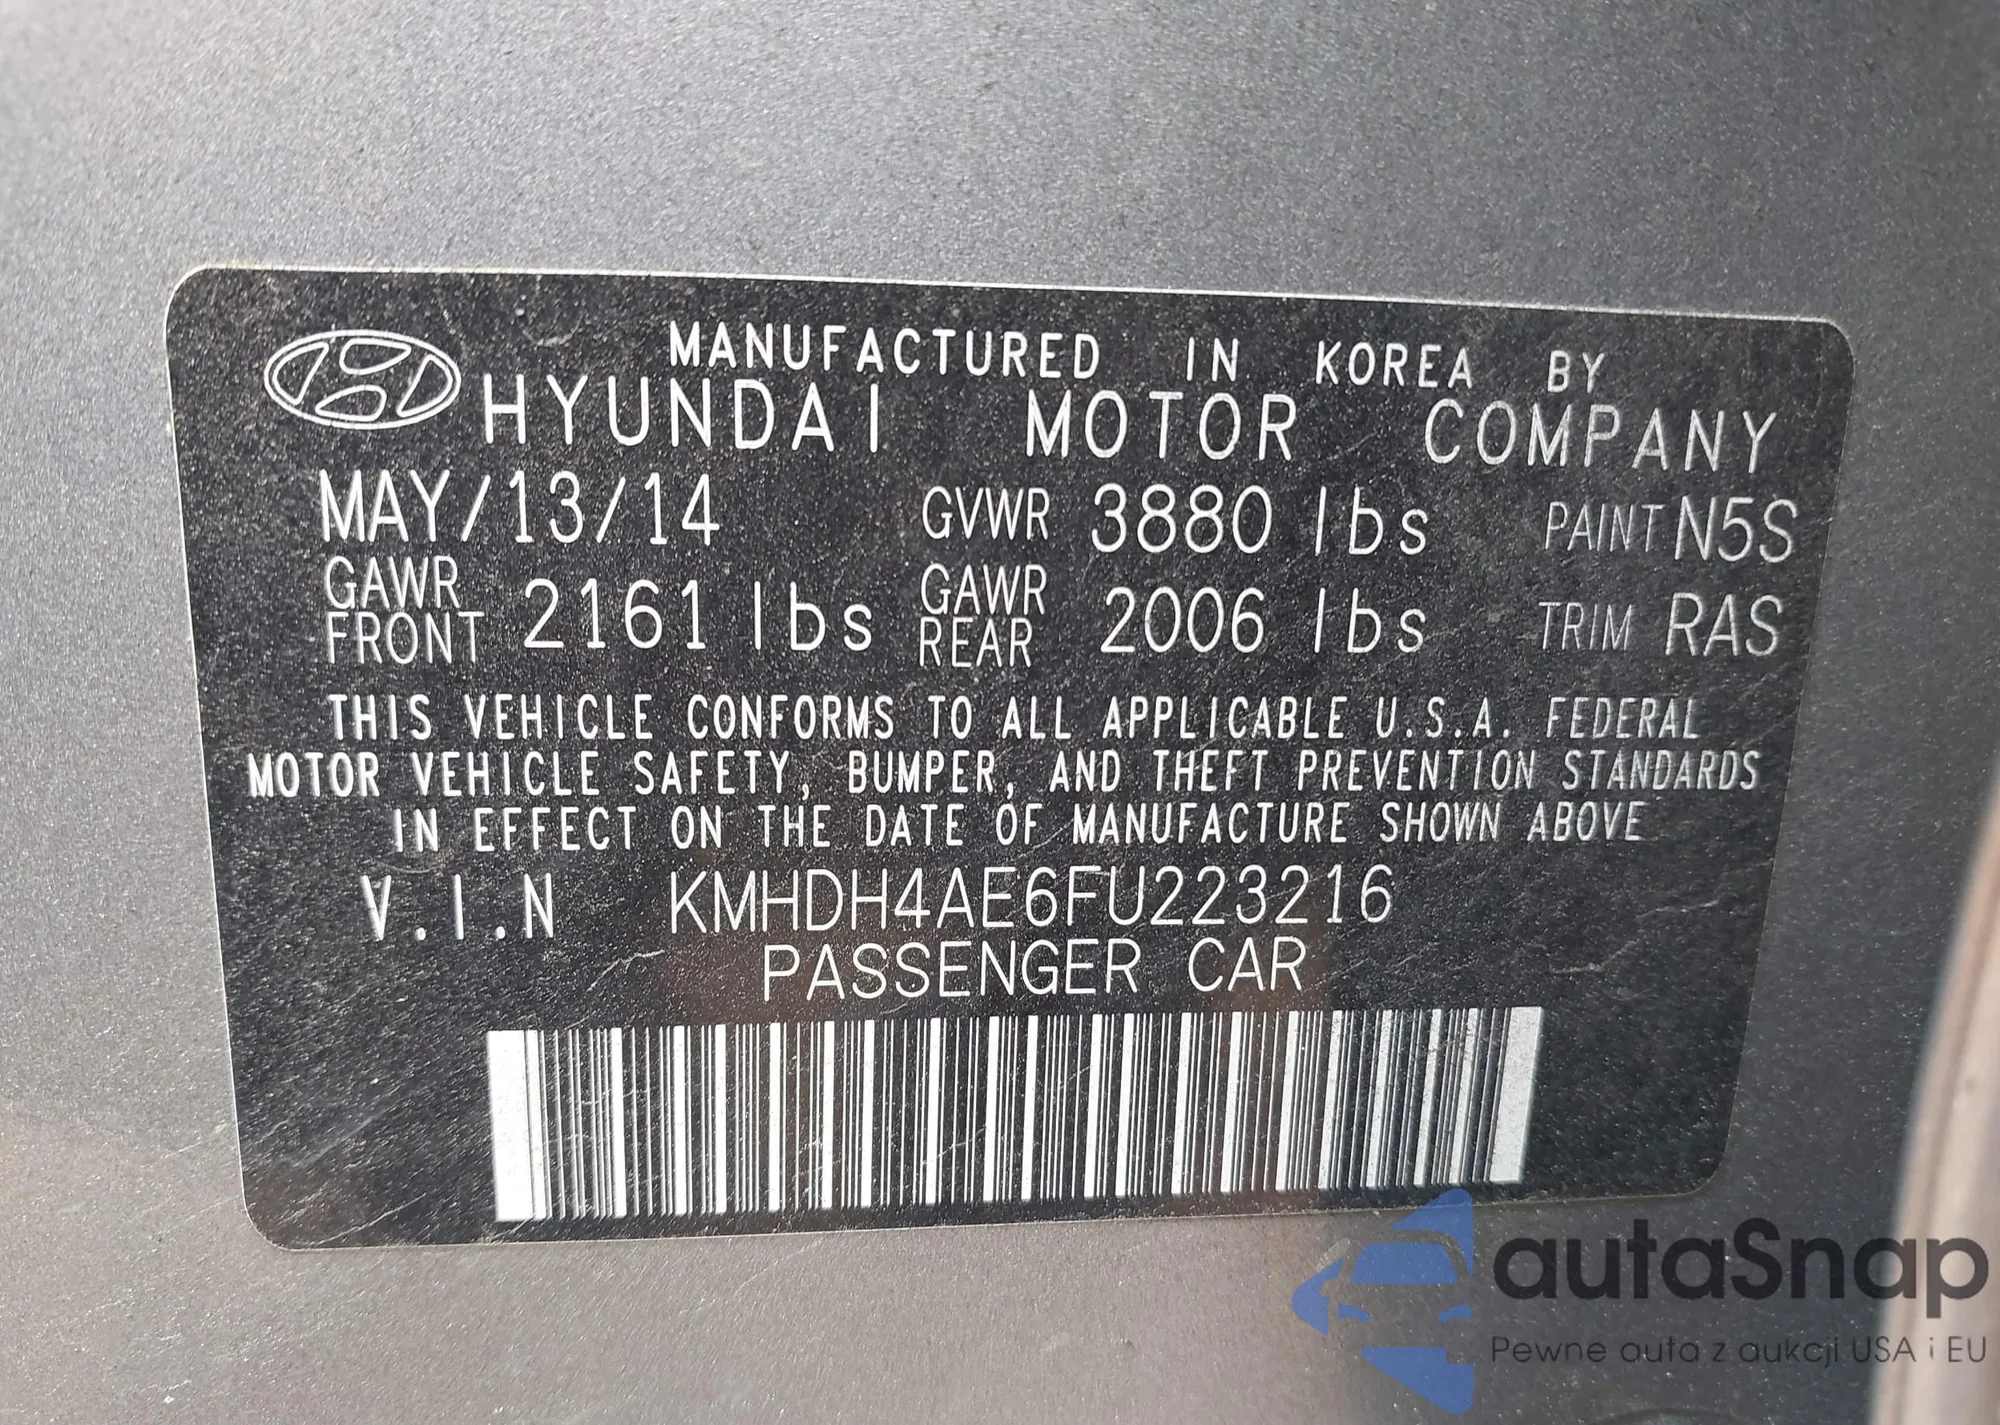 MANUFACTURED IN KOREA BY
HYUNDAI MOTOR COMPANY
MAY/13/14 GVWR 3880 lbs PAINT N5S
GAWR FRONT 2161 lbs GAWR REAR 2006 lbs TRIM RAS
THIS VEHICLE CONFORMS TO ALL APPLICABLE U.S.A. FEDERAL
MOTOR VEHICLE SAFETY, BUMPER, AND THEFT PREVENTION STANDARDS
IN EFFECT ON THE DATE OF MANUFACTURE SHOWN ABOVE
V.I.N KMHDH4AE6FU223216
PASSENGER CAR
autaSnap
Pewne auta z aukcji USA i EU